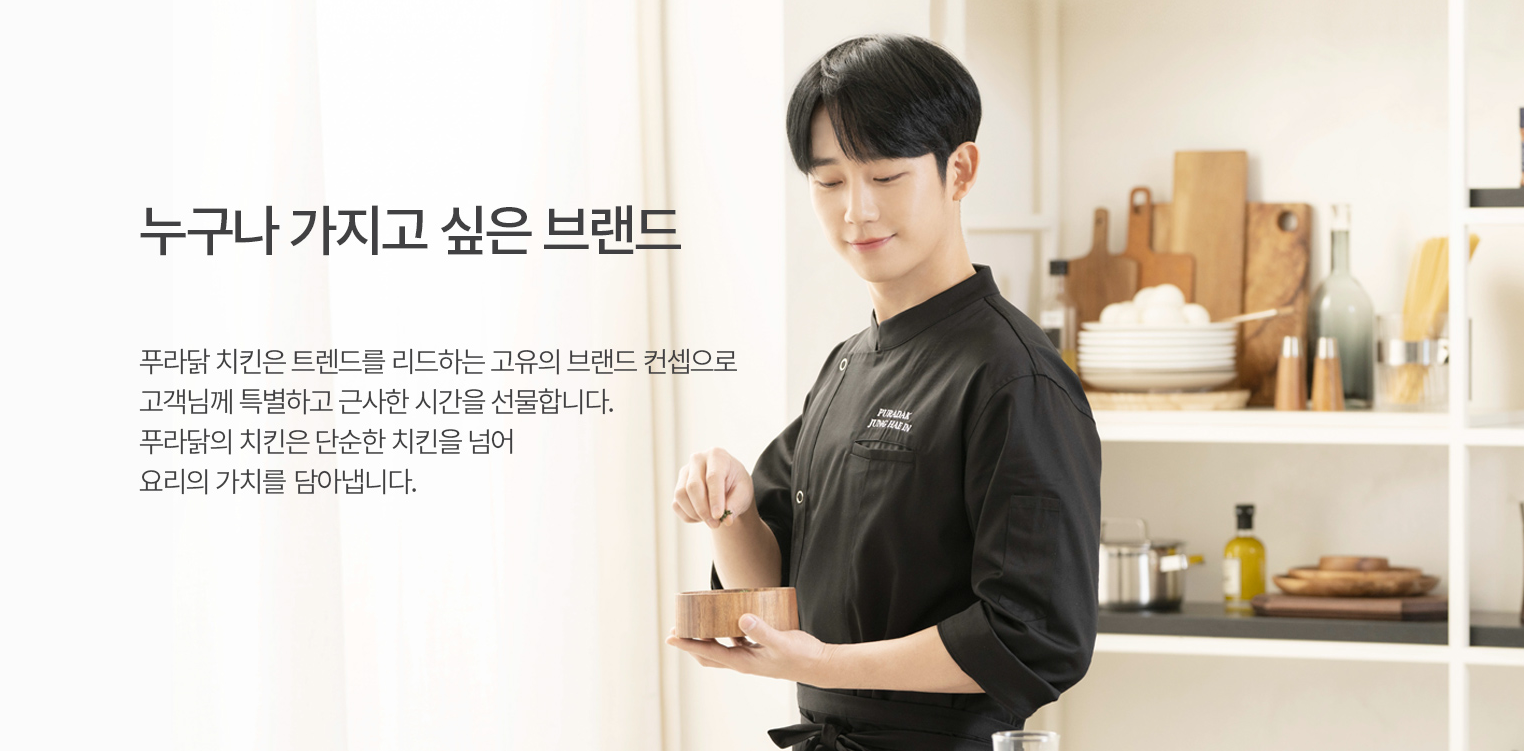 누구나 가지고 싶은 브랜드
푸라닭 치킨은 트렌드를 리드하는 고유의 브랜드 컨셉으로
고객님께 특별하고 근사한 시간을 선물합니다.
푸라닭의 치킨은 단순한 치킨을 넘어
요리의 가치를 담아냅니다.
PURADAK
JUNG HAE IN